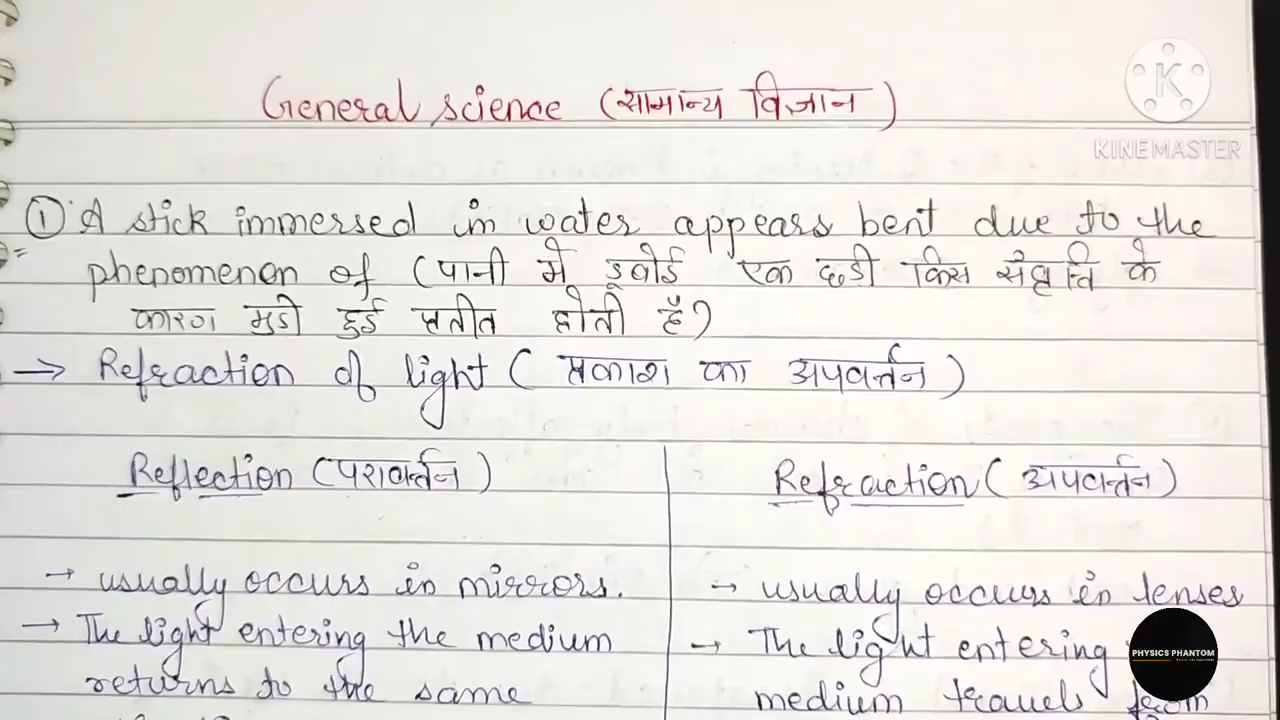 General science (सामान्य विज्ञान)
KINEMASTER
① A stick immersed in water appears bent due to the
phenomenon of (पानी में डूबोई एक छडी किस संवृति के
कारण मुडी हुई प्रतीत होती है?)
→ Refraction of light (प्रकाश का अपवर्त्तन)
Reflection (परावर्त्तन)
Refraction (अपवर्त्तन)
→ usually occurs in mirrors.
→ The light entering the medium
returns to the same
→ usually occurs in lenses
→ The light entering
medium travels from
PHYSICS PHANTOM